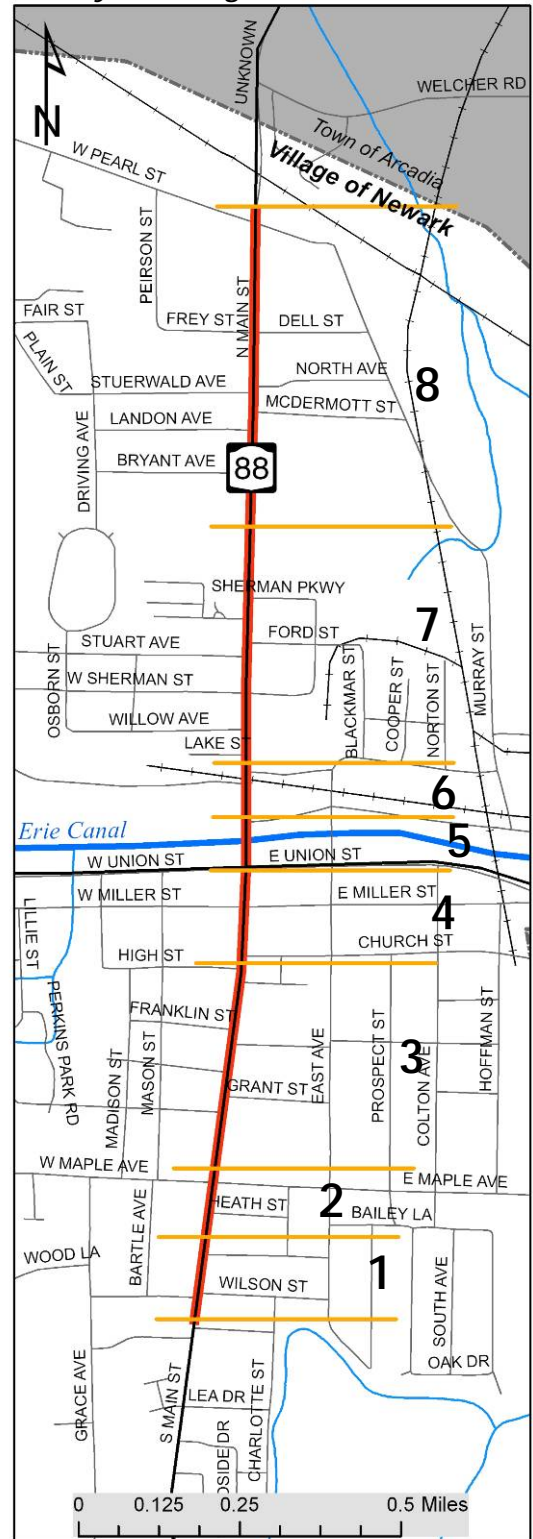 UNKNOWN
WELCHER RD
N
Town of Arcadia
Village of Newark
W PEARL ST
PEIRSON ST
N MAIN ST
FAIR ST
FREY ST
DELL ST
PLAIN ST
NORTH AVE
8
STUERWALD AVE
MCDERMOTT ST
LANDON AVE
DRIVING AVE
BRYANT AVE
88
SHERMAN PKWY
7
FORD ST
STUART AVE
OSBORN ST
W SHERMAN ST
BLACKMAR ST
COOPER ST
NORTON ST
MURRAY ST
WILLOW AVE
LAKE ST
6
Erie Canal
5
W UNION ST
E UNION ST
W MILLER ST
E MILLER ST
4
LILLIE ST
HIGH ST
CHURCH ST
PERKINS PARK RD
FRANKLIN ST
MADISON ST
MASON ST
EAST AVE
PROSPECT ST
COLTON AVE
HOFFMAN ST
3
GRANT ST
W MAPLE AVE
E MAPLE AVE
HEATH ST
2
BAILEY LA
BARTLE AVE
WOOD LA
1
WILSON ST
SOUTH AVE
OAK DR
GRACE AVE
S MAIN ST
LEA DR
CHARLOTTE ST
DSIDE DR
0 0.125 0.25 0.5 Miles